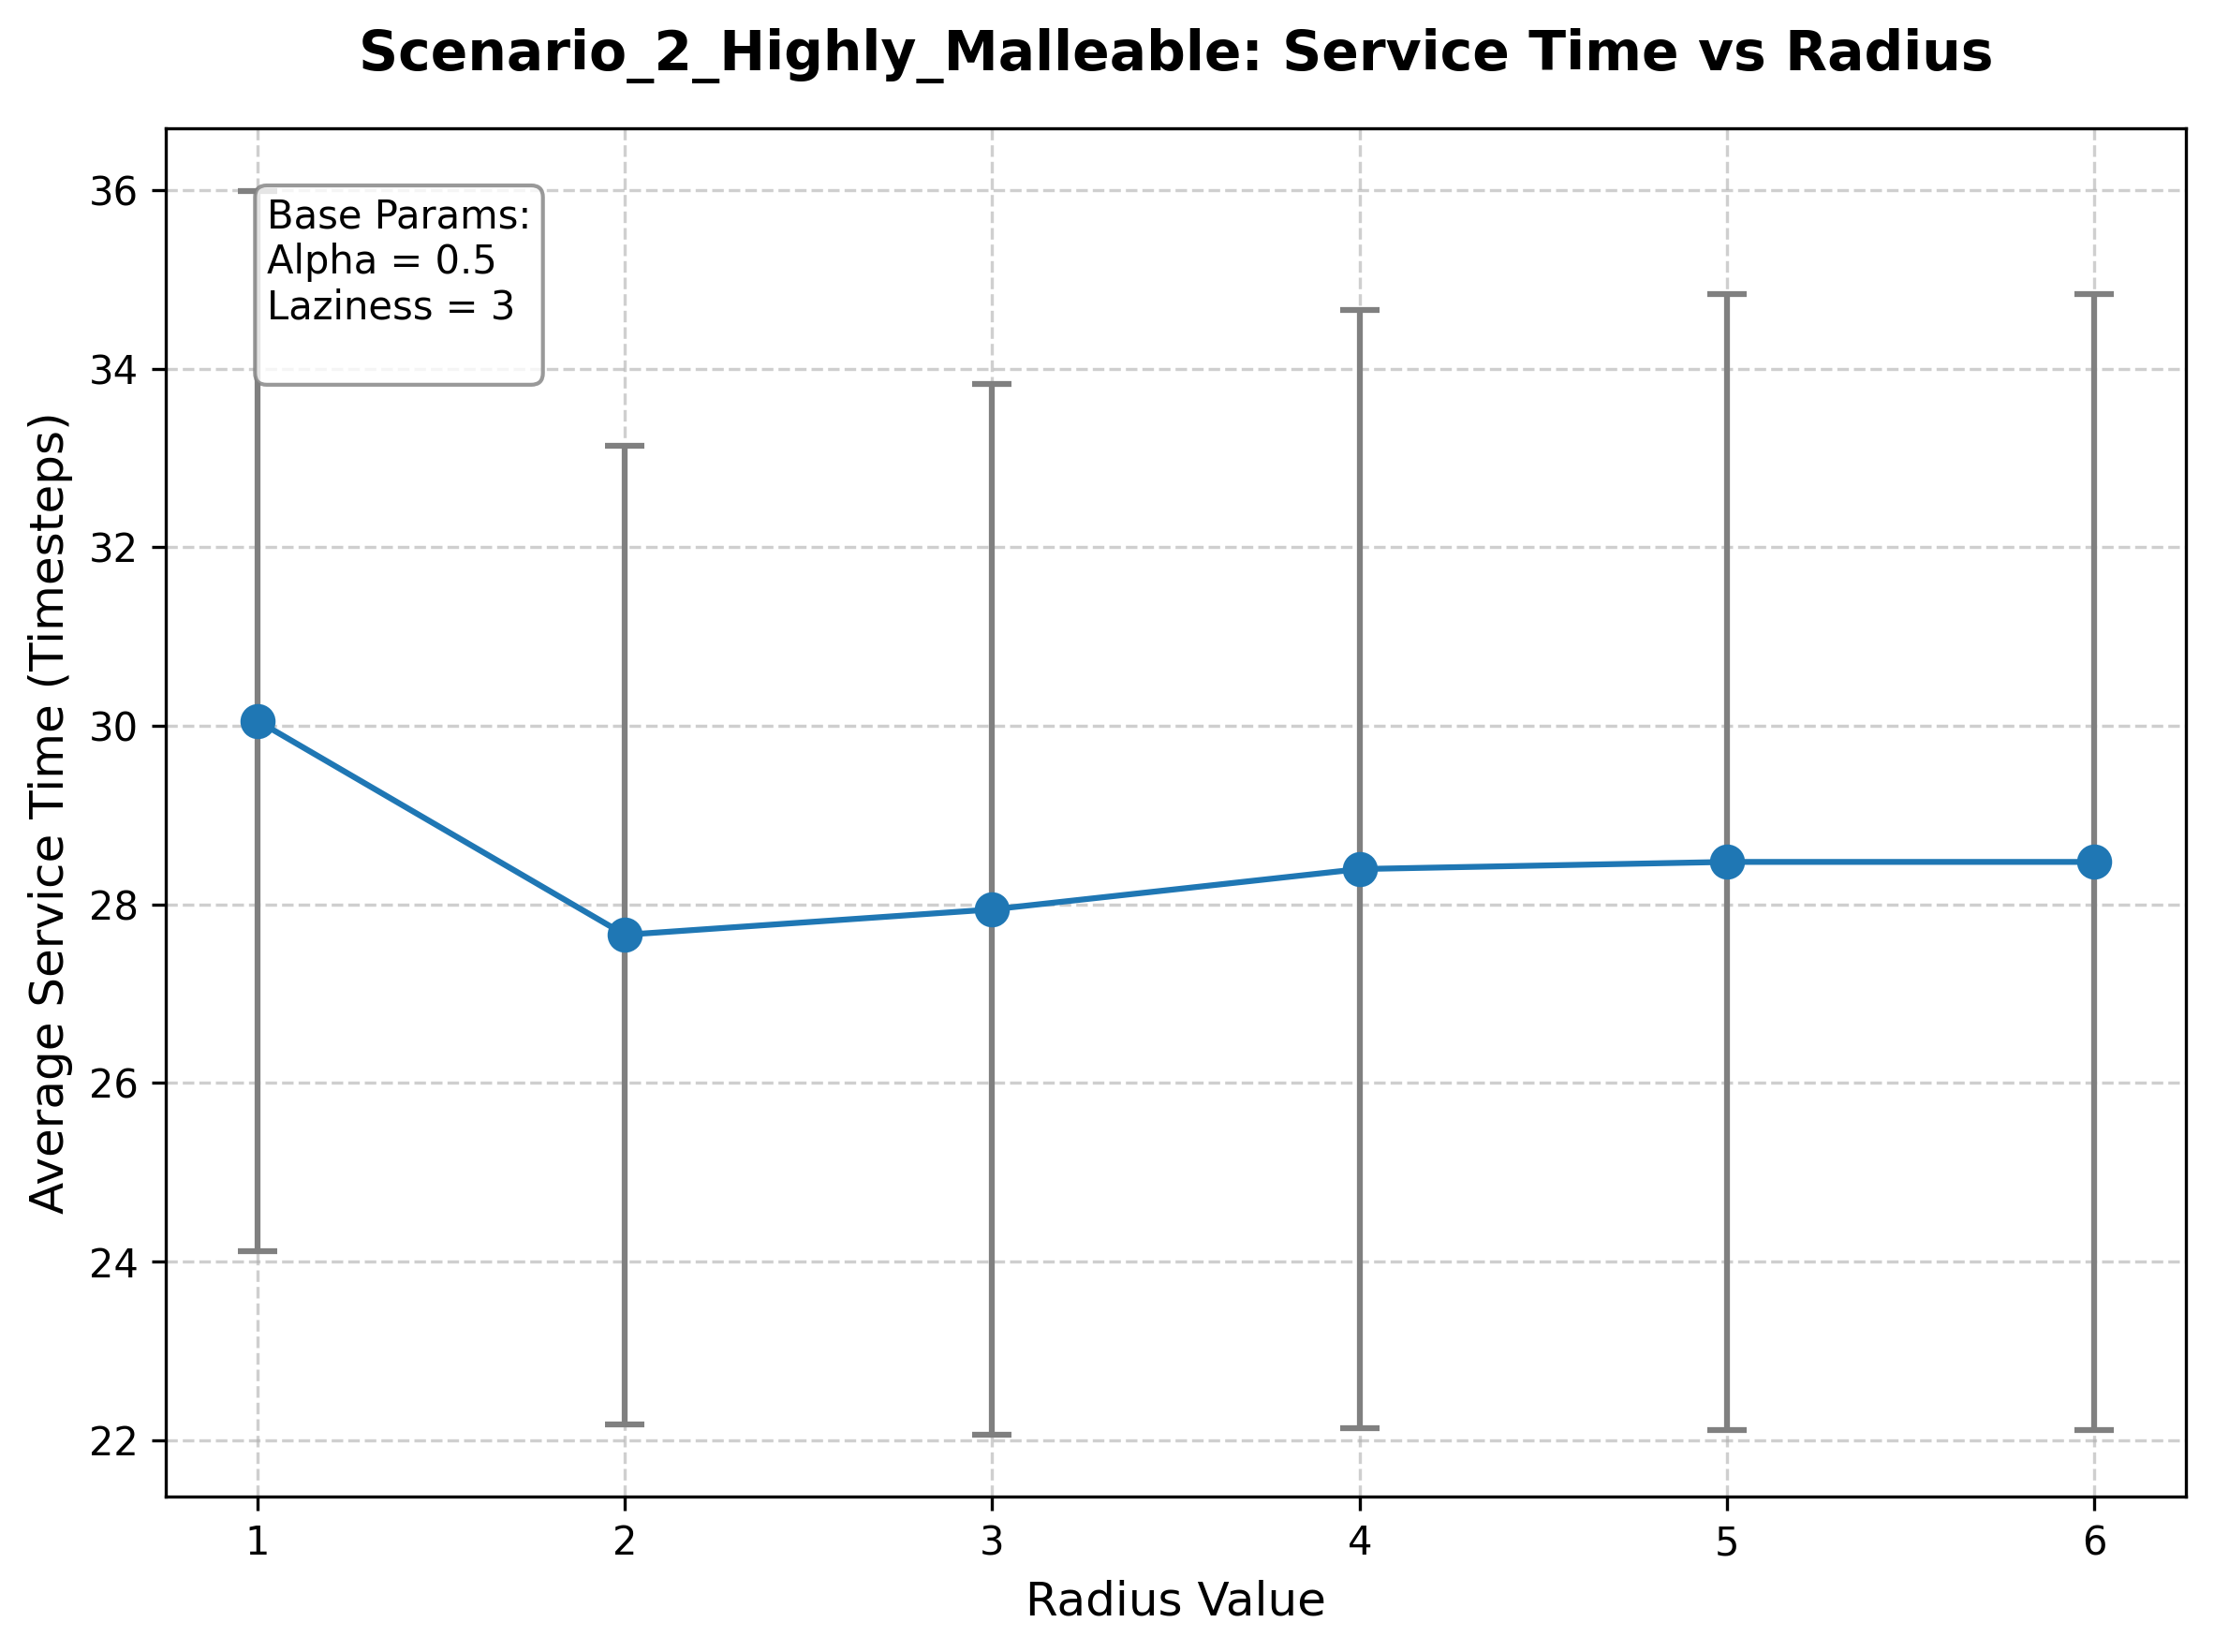 Scenario_2_Highly_Malleable: Service Time vs Radius
Base Params:
Alpha = 0.5
Laziness = 3
Average Service Time (Timesteps)
36
34
32
30
28
26
24
22
1 2 3 4 5 6
Radius Value